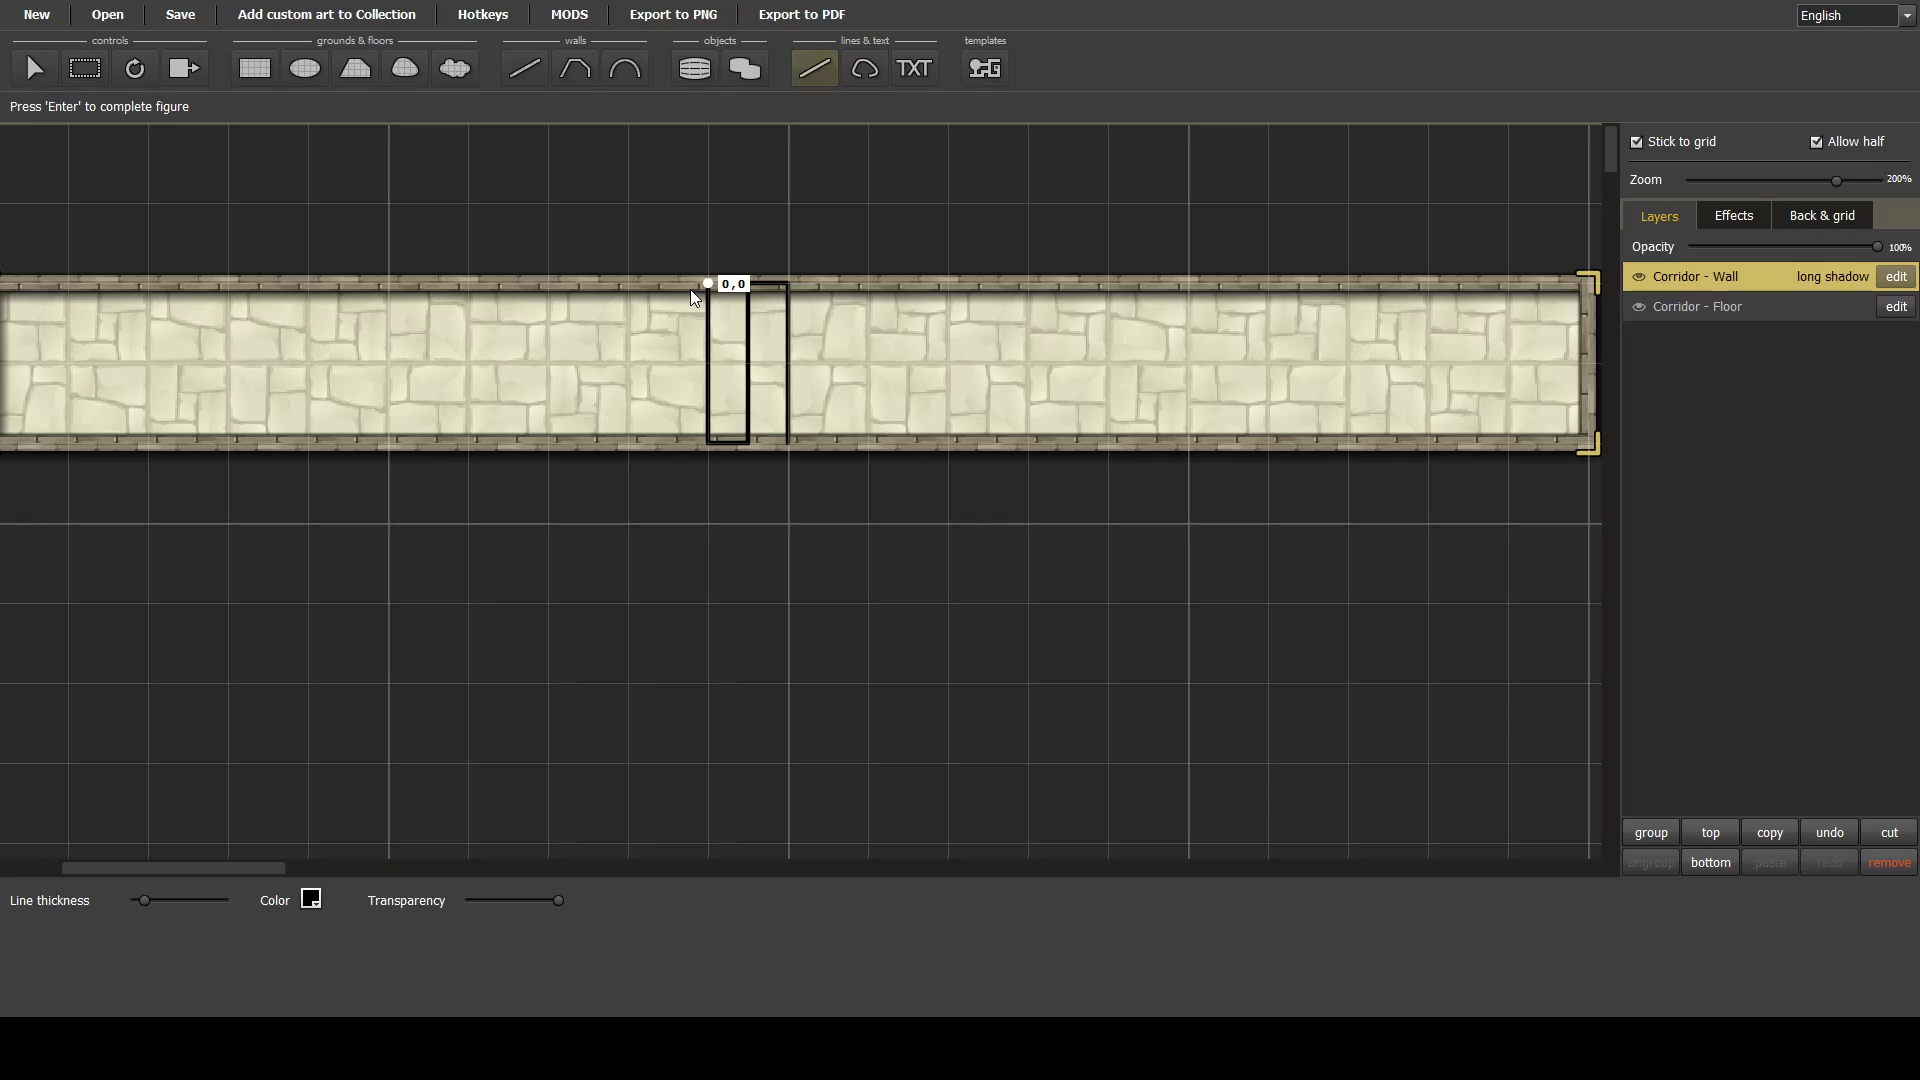 New Open Save Add custom art to Collection Hotkeys MODS Export to PNG Export to PDF English
controls grounds & floors walls objects lines & text templates
TXT
Press 'Enter' to complete figure
Stick to grid Allow half
Zoom 200%
Layers Effects Back & grid
Opacity 100%
Corridor - Wall long shadow edit
Corridor - Floor edit
0,0
group top copy undo cut
ungroup bottom paste redo remove
Line thickness Color Transparency